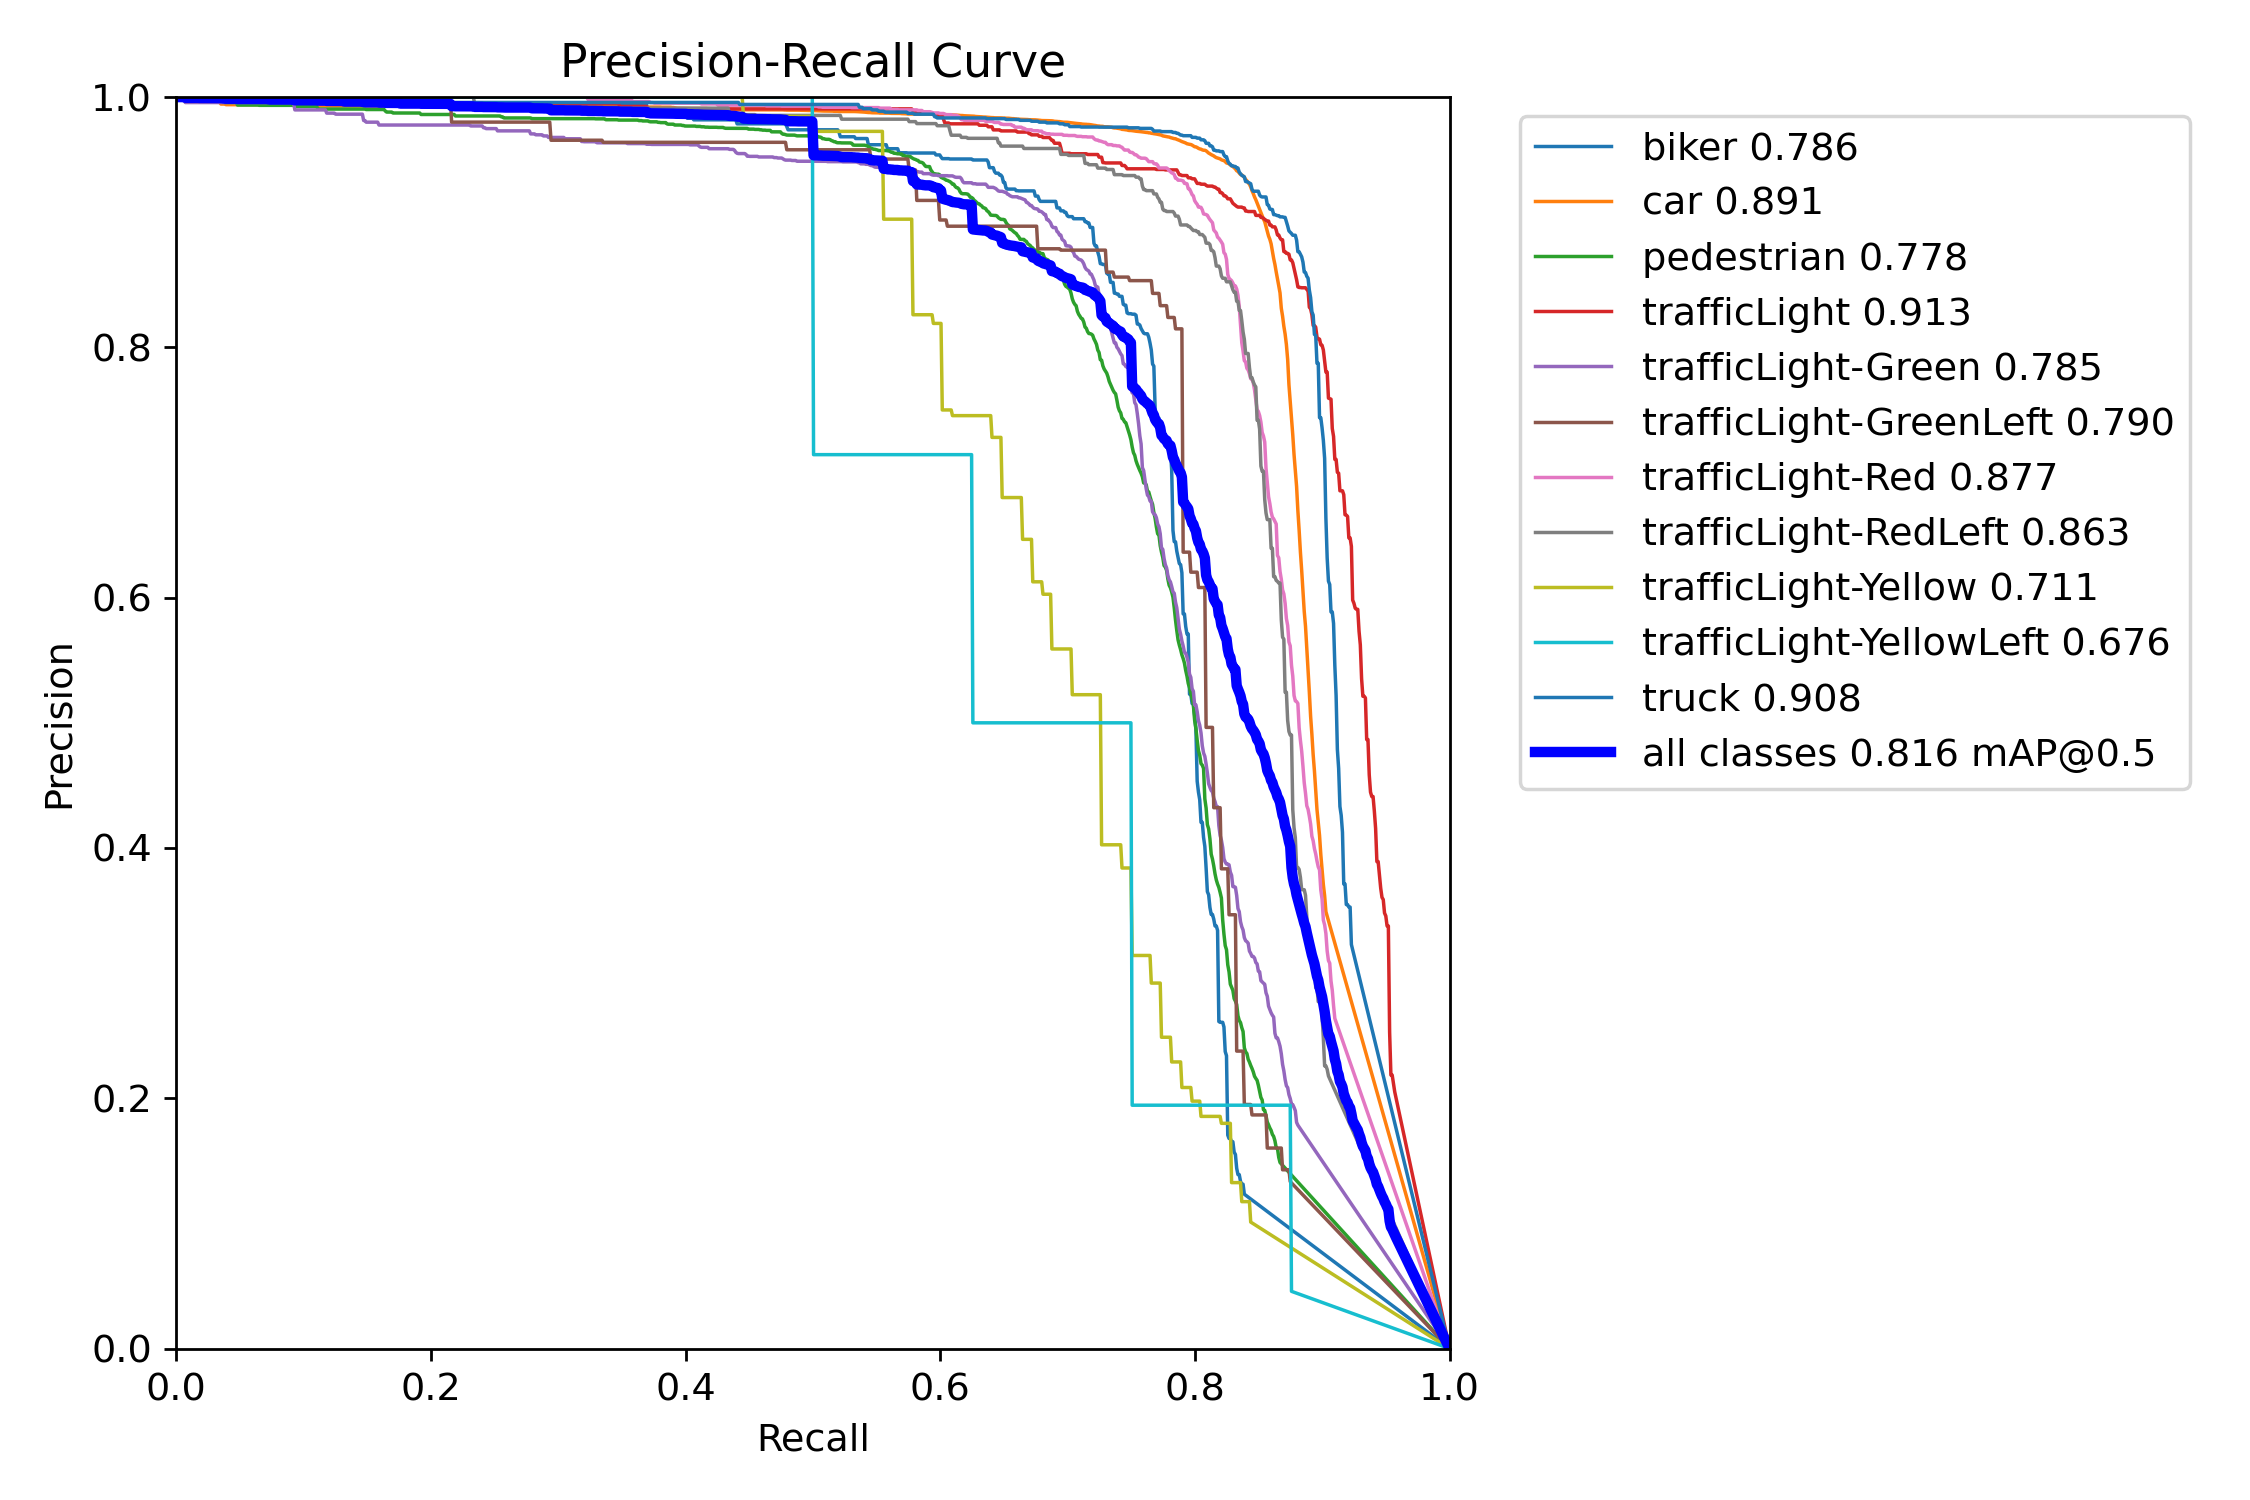 Precision-Recall Curve
1.0
0.8
0.6
0.4
0.2
0.0
Precision
0.0 0.2 0.4 0.6 0.8 1.0
Recall
biker 0.786
car 0.891
pedestrian 0.778
trafficLight 0.913
trafficLight-Green 0.785
trafficLight-GreenLeft 0.790
trafficLight-Red 0.877
trafficLight-RedLeft 0.863
trafficLight-Yellow 0.711
trafficLight-YellowLeft 0.676
truck 0.908
all classes 0.816 mAP@0.5